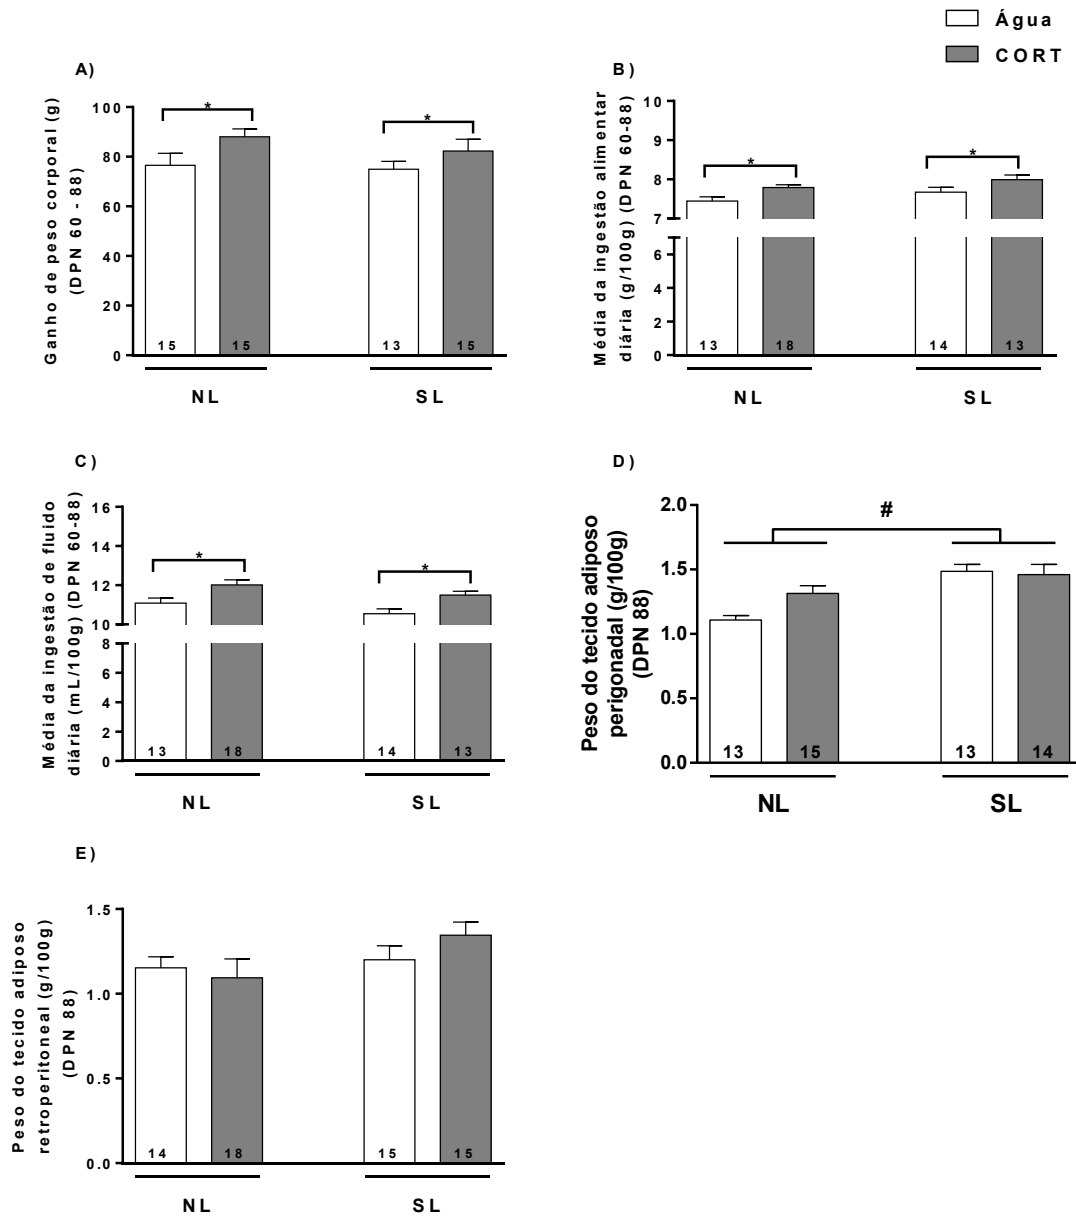 Água
CORT
A)
Ganho de peso corporal (g)
(DPN 60 - 88)
100
80
60
40
20
0
*
*
15
15
13
15
NL
SL
B)
Média da ingestão alimentar
diária (g/100g) (DPN 60-88)
10
9
8
7
6
4
2
0
*
*
13
18
14
13
NL
SL
C)
Média da ingestão de fluido
diária (mL/100g) (DPN 60-88)
16
14
12
10
8
6
4
2
0
*
*
13
18
14
13
NL
SL
D)
Peso do tecido adiposo
perigonadal (g/100g)
(DPN 88)
2.0
1.5
1.0
0.5
0.0
#
13
15
13
14
NL
SL
E)
Peso do tecido adiposo
retroperitoneal (g/100g)
(DPN 88)
1.5
1.0
0.5
0.0
14
18
15
15
NL
SL